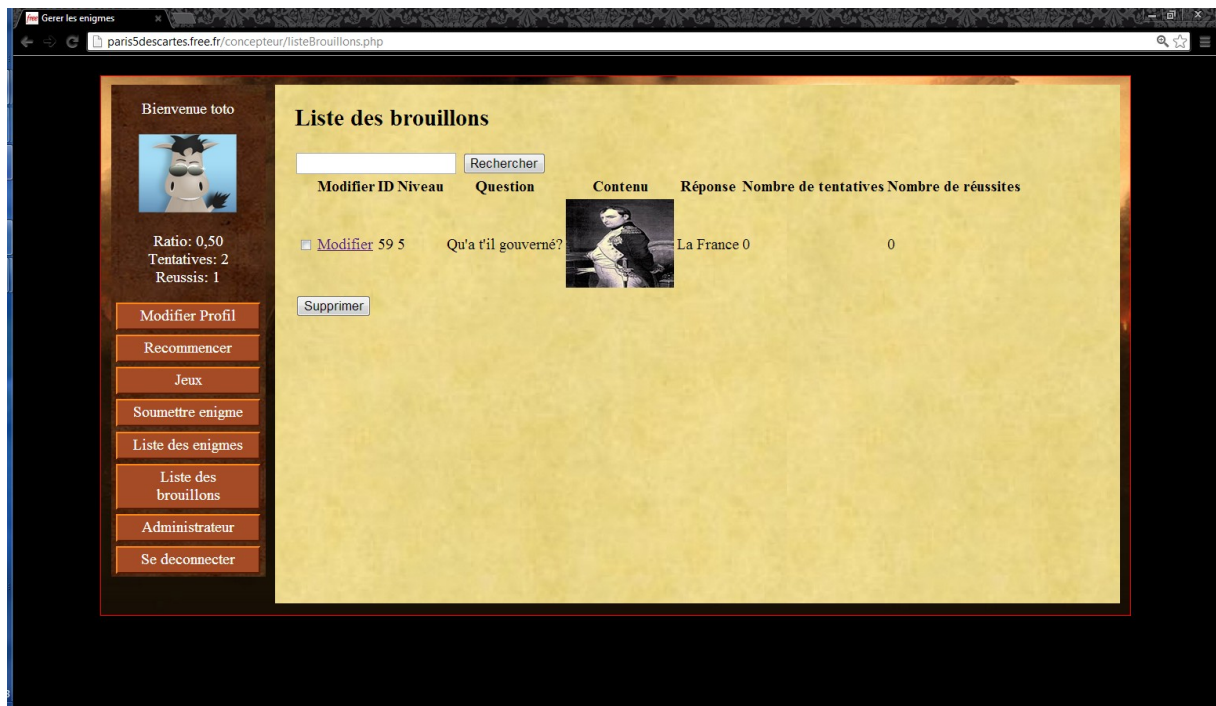 free Gerer les enigmes
paris5descartes.free.fr/concepteur/listeBrouillons.php
Bienvenue toto
Ratio: 0,50
Tentatives: 2
Reussis: 1
Modifier Profil
Recommencer
Jeux
Soumettre enigme
Liste des enigmes
Liste des
brouillons
Administrateur
Se deconnecter
Liste des brouillons
Rechercher
Modifier ID Niveau Question Contenu Réponse Nombre de tentatives Nombre de réussites
Modifier 59 5 Qu'a t'il gouverné? La France 0 0
Supprimer